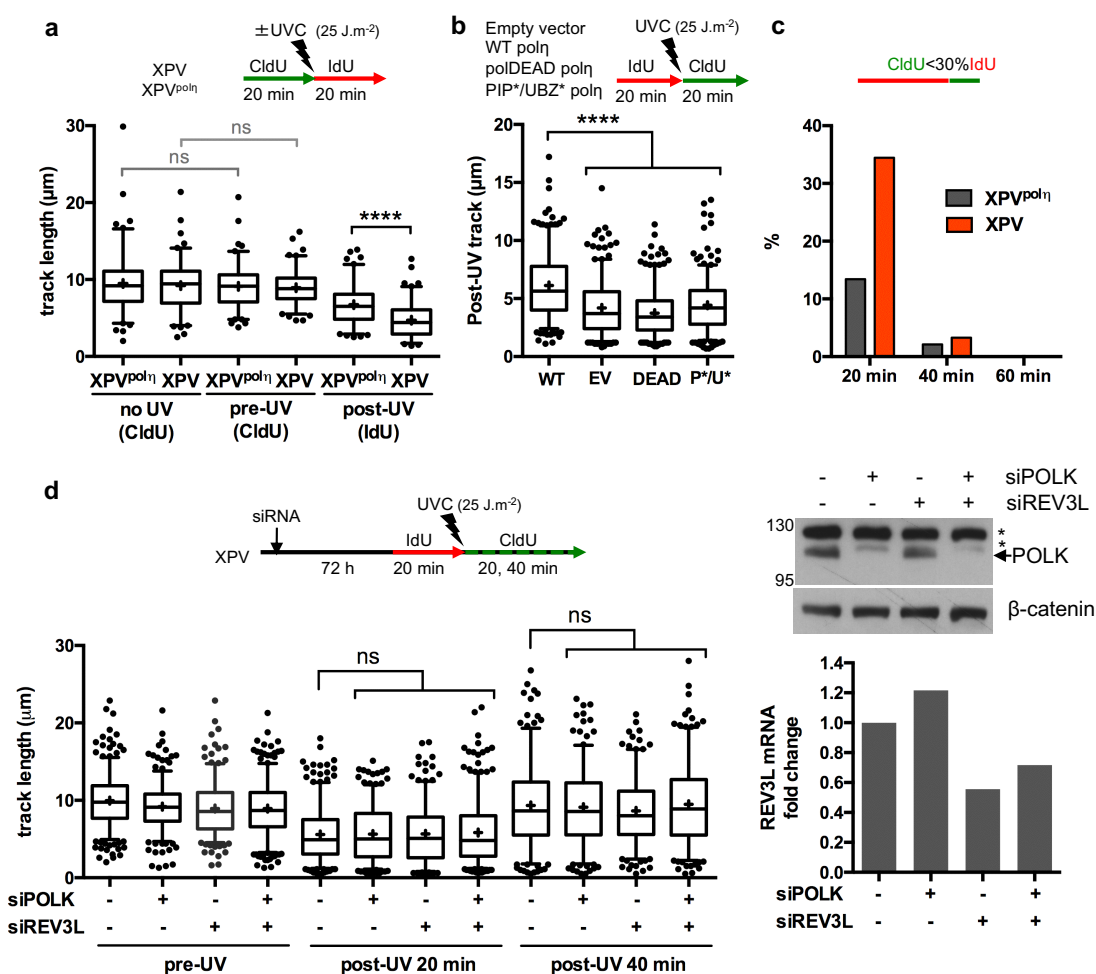 a
±UVC (25 J.m⁻²)
XPV
XPVᵖᵒˡη
CldU
IdU
20 min
20 min
track length (µm)
30
20
10
0
ns
ns
****
XPVᵖᵒˡη XPV XPVᵖᵒˡη XPV XPVᵖᵒˡη XPV
no UV
(CldU)
pre-UV
(CldU)
post-UV
(IdU)
b
Empty vector
WT polη
polDEAD polη
PIP*/UBZ* polη
UVC (25 J.m⁻²)
IdU
CldU
20 min
20 min
****
Post-UV track (µm)
20
15
10
5
0
WT EV DEAD P*/U*
c
CldU<30%IdU
%
40
30
20
10
0
XPVᵖᵒˡη
XPV
20 min 40 min 60 min
d
siRNA
UVC (25 J.m⁻²)
XPV
IdU
CldU
72 h
20 min
20, 40 min
track length (µm)
30
20
10
0
ns
ns
siPOLK - + - + - + - + - + - +
siREV3L - - + + - - + + - - + +
pre-UV
post-UV 20 min
post-UV 40 min
- + - + siPOLK
- - + + siREV3L
130
*
*
POLK
95
β-catenin
REV3L mRNA
fold change
1.4
1.2
1.0
0.8
0.6
0.4
0.2
0.0
siPOLK - + - +
siREV3L - - + +